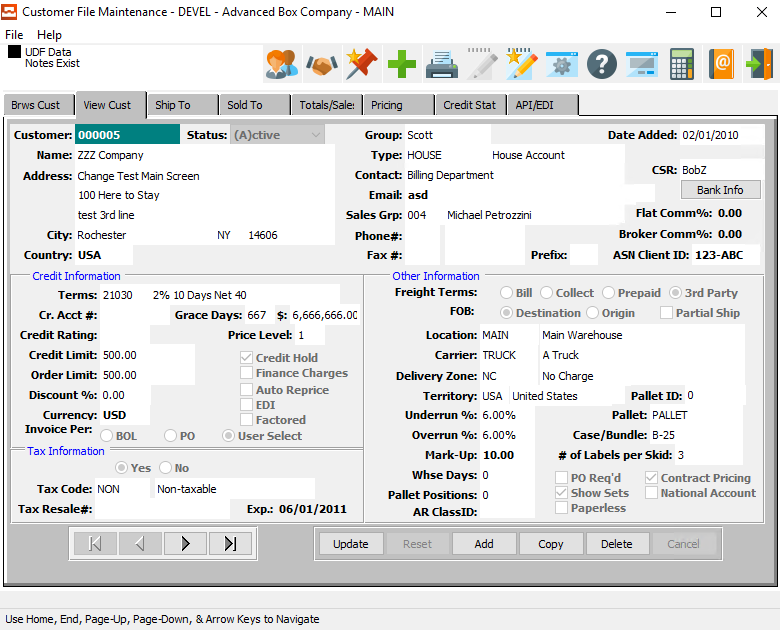 Customer File Maintenance - DEVEL - Advanced Box Company - MAIN
File Help
UDF Data
Notes Exist
Brws Cust View Cust Ship To Sold To Totals/Sales Pricing Credit Stat API/EDI
Customer: 000005 Status: (A)ctive Group: Scott Date Added: 02/01/2010
Name: ZZZ Company Type: HOUSE House Account
CSR: BobZ
Address: Change Test Main Screen Contact: Billing Department
100 Here to Stay Email: asd Bank Info
test 3rd line Sales Grp: 004 Michael Petrozzini Flat Comm%: 0.00
City: Rochester NY 14606 Phone#: Broker Comm%: 0.00
Country: USA Fax #: Prefix: ASN Client ID: 123-ABC
Credit Information
Terms: 21030 2% 10 Days Net 40
Cr. Acct #: Grace Days: 667 $: 6,666,666.00
Credit Rating: Price Level: 1
Credit Limit: 500.00 Credit Hold
Order Limit: 500.00 Finance Charges
Discount %: 0.00 Auto Reprice
Currency: USD EDI
Factored
Invoice Per: BOL PO User Select
Tax Information
Yes No
Tax Code: NON Non-taxable
Tax Resale#: Exp.: 06/01/2011
Other Information
Freight Terms: Bill Collect Prepaid 3rd Party
FOB: Destination Origin Partial Ship
Location: MAIN Main Warehouse
Carrier: TRUCK A Truck
Delivery Zone: NC No Charge
Territory: USA United States Pallet ID: 0
Underrun %: 6.00% Pallet: PALLET
Overrun %: 6.00% Case/Bundle: B-25
Mark-Up: 10.00 # of Labels per Skid: 3
Whse Days: 0 PO Req'd Contract Pricing
Pallet Positions: 0 Show Sets National Account
AR ClassID: Paperless
Update Reset Add Copy Delete Cancel
Use Home, End, Page-Up, Page-Down, & Arrow Keys to Navigate